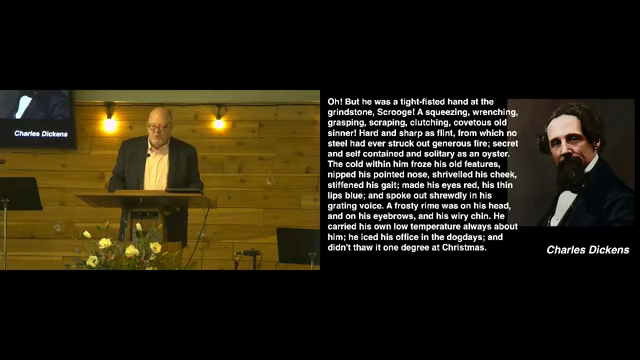 Charles Dickens
Oh! But he was a tight-fisted hand at the
grindstone, Scrooge! A squeezing, wrenching,
grasping, scraping, clutching, covetous old
sinner! Hard and sharp as flint, from which no
steel had ever struck out generous fire; secret
and self contained and solitary as an oyster.
The cold within him froze his old features,
nipped his pointed nose, shrivelled his cheek,
stiffened his gait; made his eyes red, his thin
lips blue; and spoke out shrewdly in his
grating voice. A frosty rime was on his head,
and on his eyebrows, and his wiry chin. He
carried his own low temperature always about
him; he iced his office in the dogdays; and
didn't thaw it one degree at Christmas.
Charles Dickens